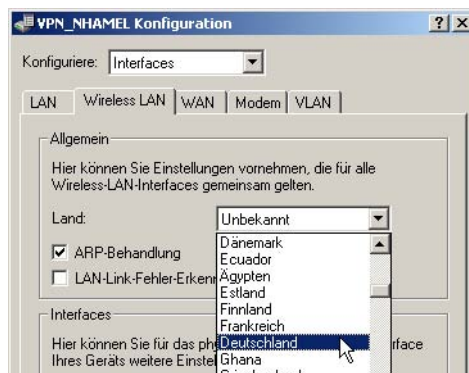 VPN_NHAMEL Konfiguration
Konfiguriere: Interfaces
LAN Wireless LAN WAN Modem VLAN
Allgemein
Hier können Sie Einstellungen vornehmen, die für alle
Wireless-LAN-Interfaces gemeinsam gelten.
Land: Unbekannt
Dänemark
ARP-Behandlung
Ecuador
Ägypten
LAN-Link-Fehler-Erken
Estland
Finnland
Interfaces
Frankreich
Deutschland
Hier können Sie für das ph rface
Ihres Geräts weitere Einstel
Ghana